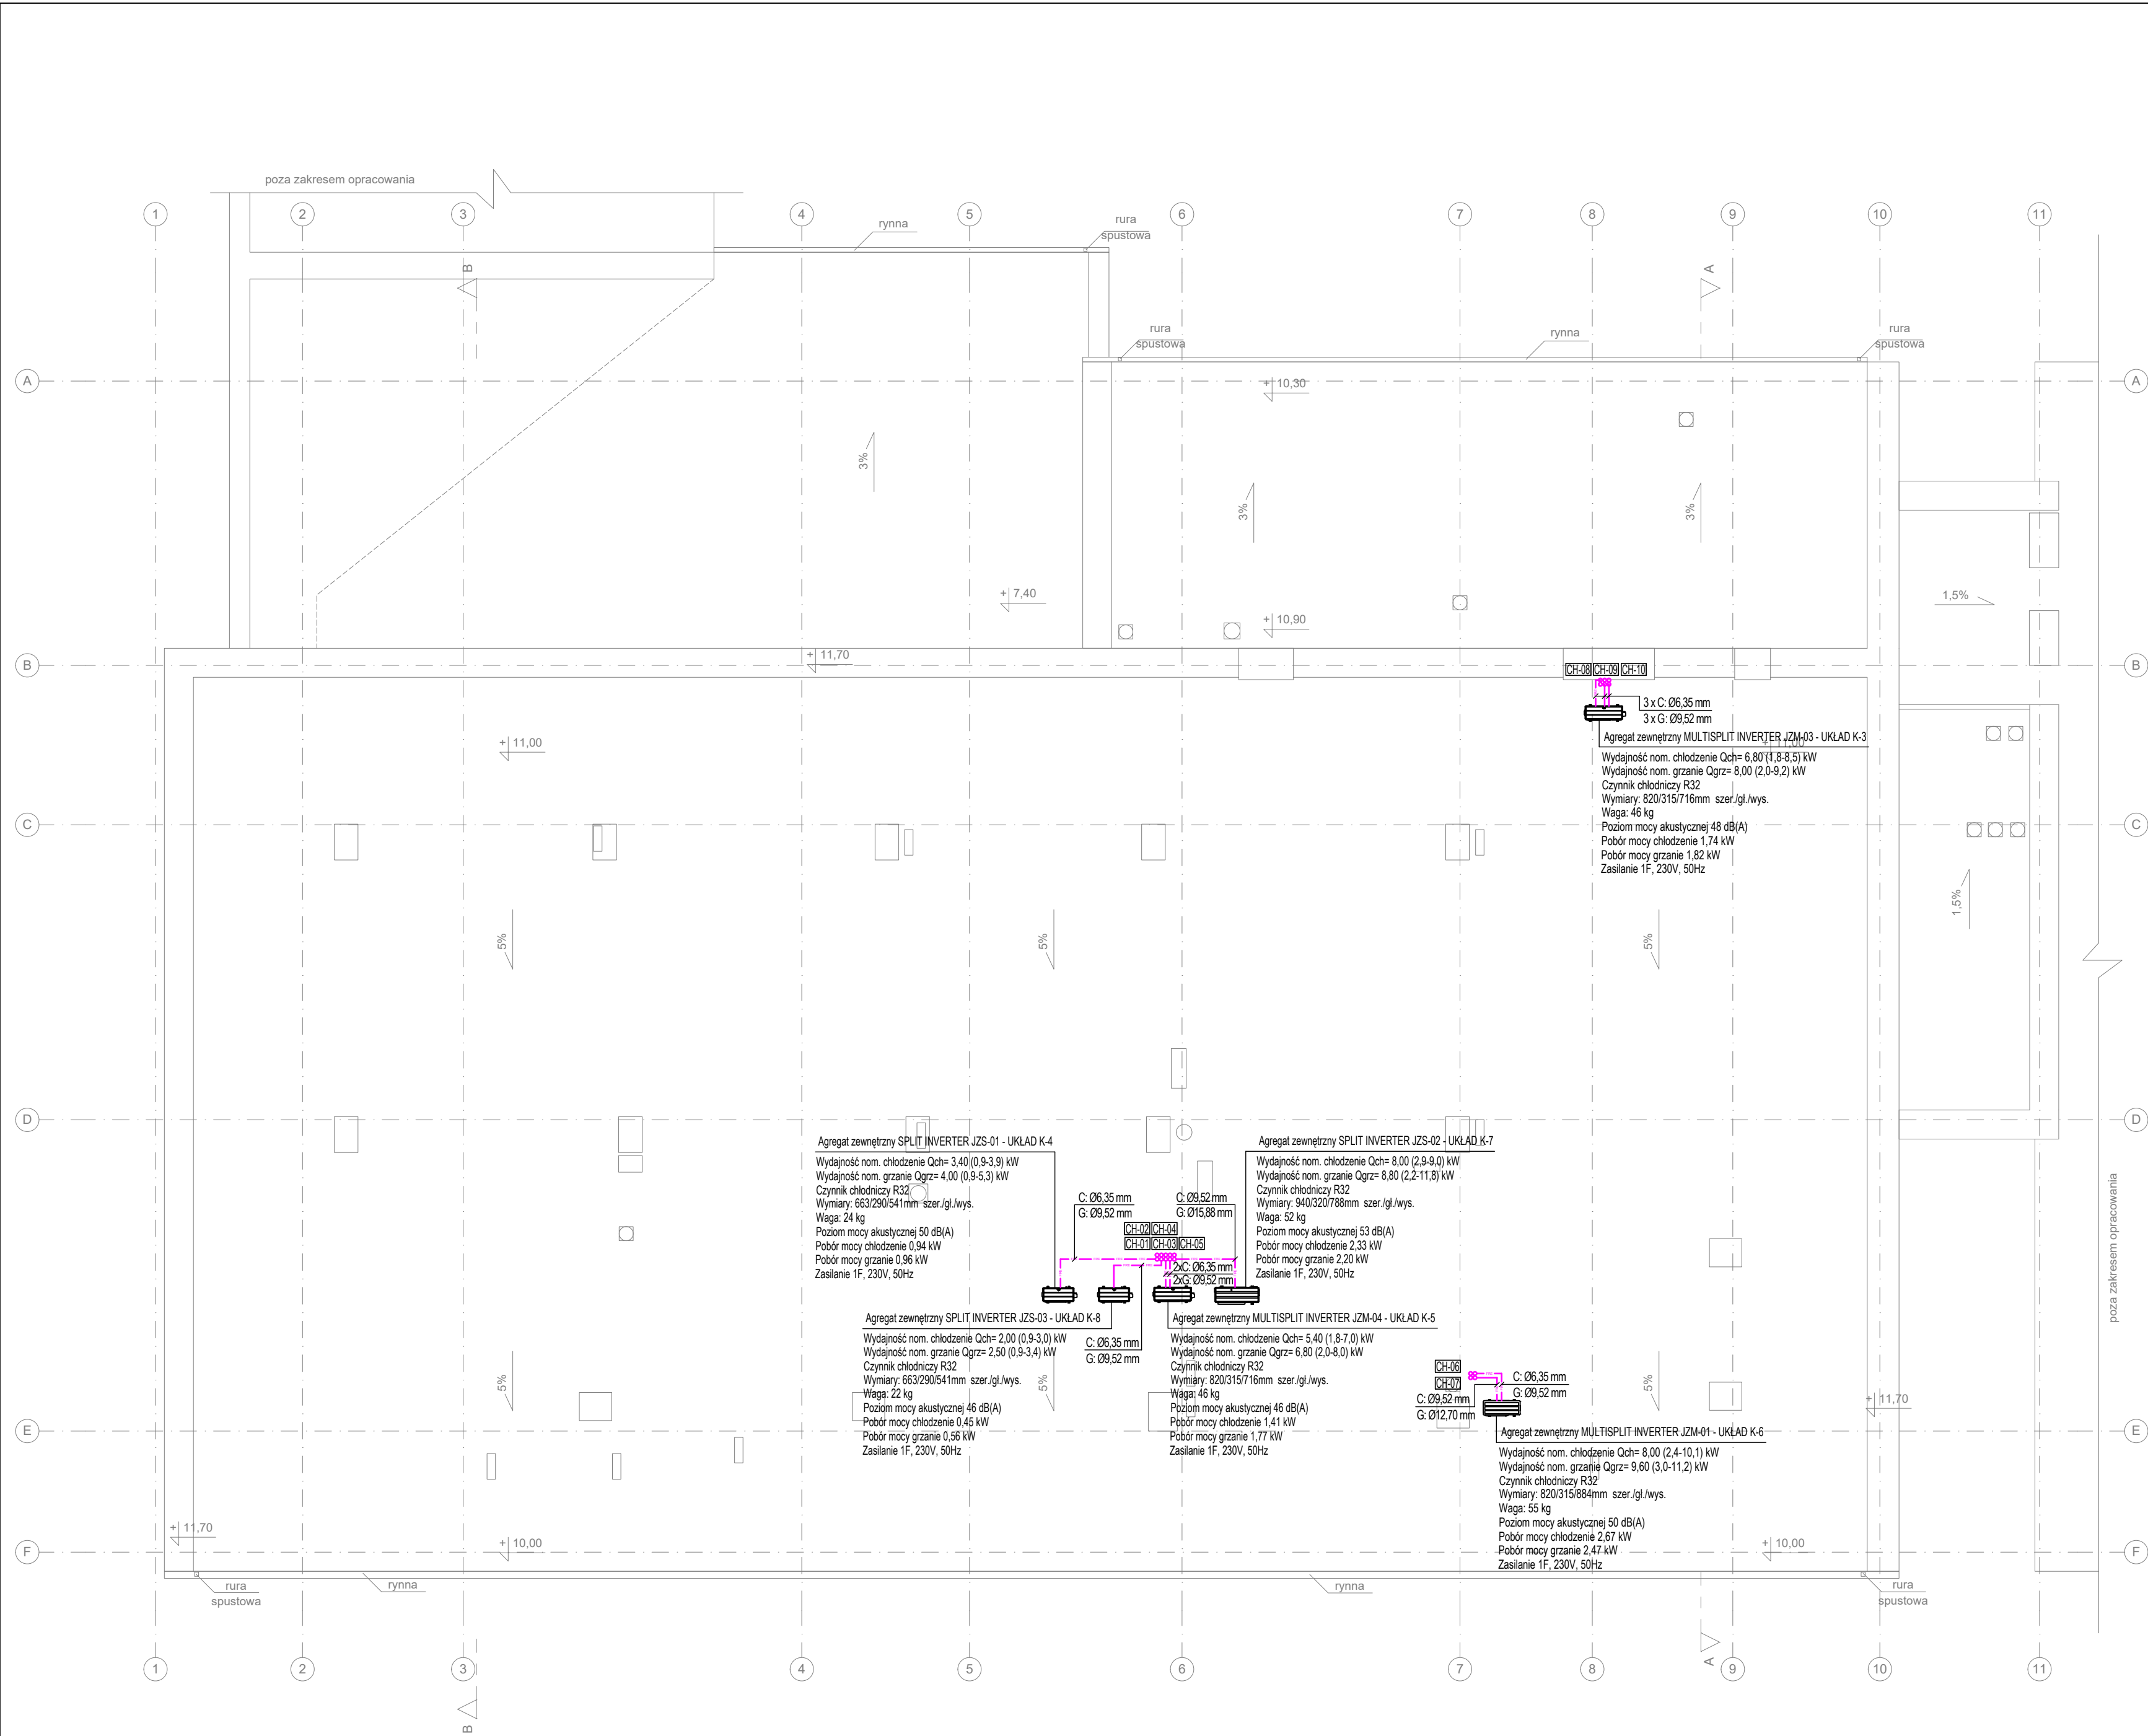 poza zakresem opracowania
1
2
3
4
5
6
7
8
9
10
11
rynna
rura
spustowa
B
A
rura
spustowa
rynna
rura
spustowa
A
+ 10,30
A
3%
3%
3%
+ 7,40
1,5%
+ 10,90
B
+ 11,70
CH-08 CH-09 CH-10
B
3 x C: Ø6,35 mm
3 x G: Ø9,52 mm
+ 11,00
+ 11,00
Agregat zewnętrzny MULTISPLIT INVERTER JZM-03 - UKŁAD K-3
Wydajność nom. chłodzenie Qch= 6,80 (1,8-8,5) kW
Wydajność nom. grzanie Qgrz= 8,00 (2,0-9,2) kW
Czynnik chłodniczy R32
Wymiary: 820/315/716mm szer./gł./wys.
Waga: 46 kg
Poziom mocy akustycznej 48 dB(A)
Pobór mocy chłodzenie 1,74 kW
Pobór mocy grzanie 1,82 kW
Zasilanie 1F, 230V, 50Hz
C
C
1,5%
5%
5%
5%
D
D
Agregat zewnętrzny SPLIT INVERTER JZS-01 - UKŁAD K-4
Wydajność nom. chłodzenie Qch= 3,40 (0,9-3,9) kW
Wydajność nom. grzanie Qgrz= 4,00 (0,9-5,3) kW
Czynnik chłodniczy R32
Wymiary: 663/290/541mm szer./gł./wys.
Waga: 24 kg
Poziom mocy akustycznej 50 dB(A)
Pobór mocy chłodzenie 0,94 kW
Pobór mocy grzanie 0,96 kW
Zasilanie 1F, 230V, 50Hz
C: Ø6,35 mm
G: Ø9,52 mm
C: Ø9,52 mm
G: Ø15,88 mm
CH-02 CH-04
CH-01 CH-03 CH-05
2xC: Ø6,35 mm
2xG: Ø9,52 mm
Agregat zewnętrzny SPLIT INVERTER JZS-02 - UKŁAD K-7
Wydajność nom. chłodzenie Qch= 8,00 (2,9-9,0) kW
Wydajność nom. grzanie Qgrz= 8,80 (2,2-11,8) kW
Czynnik chłodniczy R32
Wymiary: 940/320/788mm szer./gł./wys.
Waga: 52 kg
Poziom mocy akustycznej 53 dB(A)
Pobór mocy chłodzenie 2,33 kW
Pobór mocy grzanie 2,20 kW
Zasilanie 1F, 230V, 50Hz
poza zakresem opracowania
Agregat zewnętrzny SPLIT INVERTER JZS-03 - UKŁAD K-8
Wydajność nom. chłodzenie Qch= 2,00 (0,9-3,0) kW
Wydajność nom. grzanie Qgrz= 2,50 (0,9-3,4) kW
Czynnik chłodniczy R32
Wymiary: 663/290/541mm szer./gł./wys.
Waga: 22 kg
Poziom mocy akustycznej 46 dB(A)
Pobór mocy chłodzenie 0,45 kW
Pobór mocy grzanie 0,56 kW
Zasilanie 1F, 230V, 50Hz
C: Ø6,35 mm
G: Ø9,52 mm
Agregat zewnętrzny MULTISPLIT INVERTER JZM-04 - UKŁAD K-5
Wydajność nom. chłodzenie Qch= 5,40 (1,8-7,0) kW
Wydajność nom. grzanie Qgrz= 6,80 (2,0-8,0) kW
Czynnik chłodniczy R32
Wymiary: 820/315/716mm szer./gł./wys.
Waga: 46 kg
Poziom mocy akustycznej 46 dB(A)
Pobór mocy chłodzenie 1,41 kW
Pobór mocy grzanie 1,77 kW
Zasilanie 1F, 230V, 50Hz
5%
5%
5%
CH-06
CH-07
C: Ø9,52 mm
G: Ø12,70 mm
C: Ø6,35 mm
G: Ø9,52 mm
+ 11,70
E
E
Agregat zewnętrzny MULTISPLIT INVERTER JZM-01 - UKŁAD K-6
Wydajność nom. chłodzenie Qch= 8,00 (2,4-10,1) kW
Wydajność nom. grzanie Qgrz= 9,60 (3,0-11,2) kW
Czynnik chłodniczy R32
Wymiary: 820/315/884mm szer./gł./wys.
Waga: 55 kg
Poziom mocy akustycznej 50 dB(A)
Pobór mocy chłodzenie 2,67 kW
Pobór mocy grzanie 2,47 kW
Zasilanie 1F, 230V, 50Hz
+ 11,70
F
+ 10,00
+ 10,00
F
rura
spustowa
rynna
rynna
rura
spustowa
1
2
3
4
5
6
7
8
A
9
10
11
B